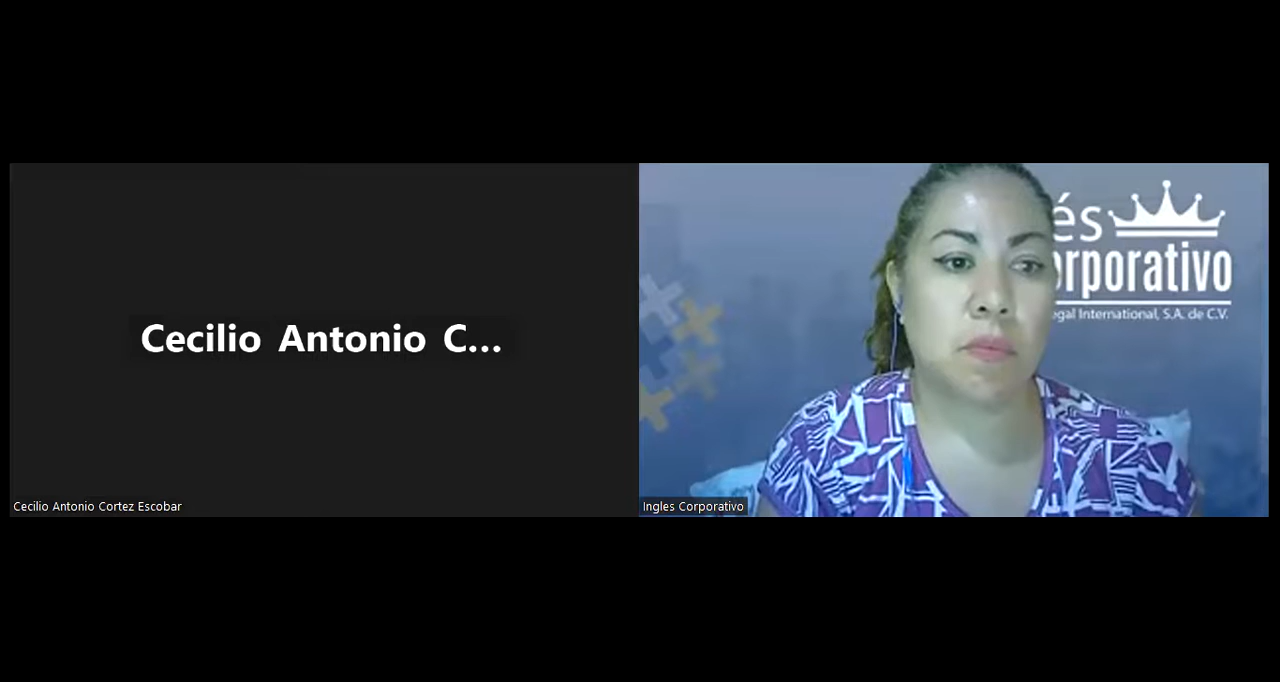 Cecilio Antonio C...
Cecilio Antonio Cortez Escobar
és
orporativo
egal International, S.A. de C.V.
Ingles Corporativo